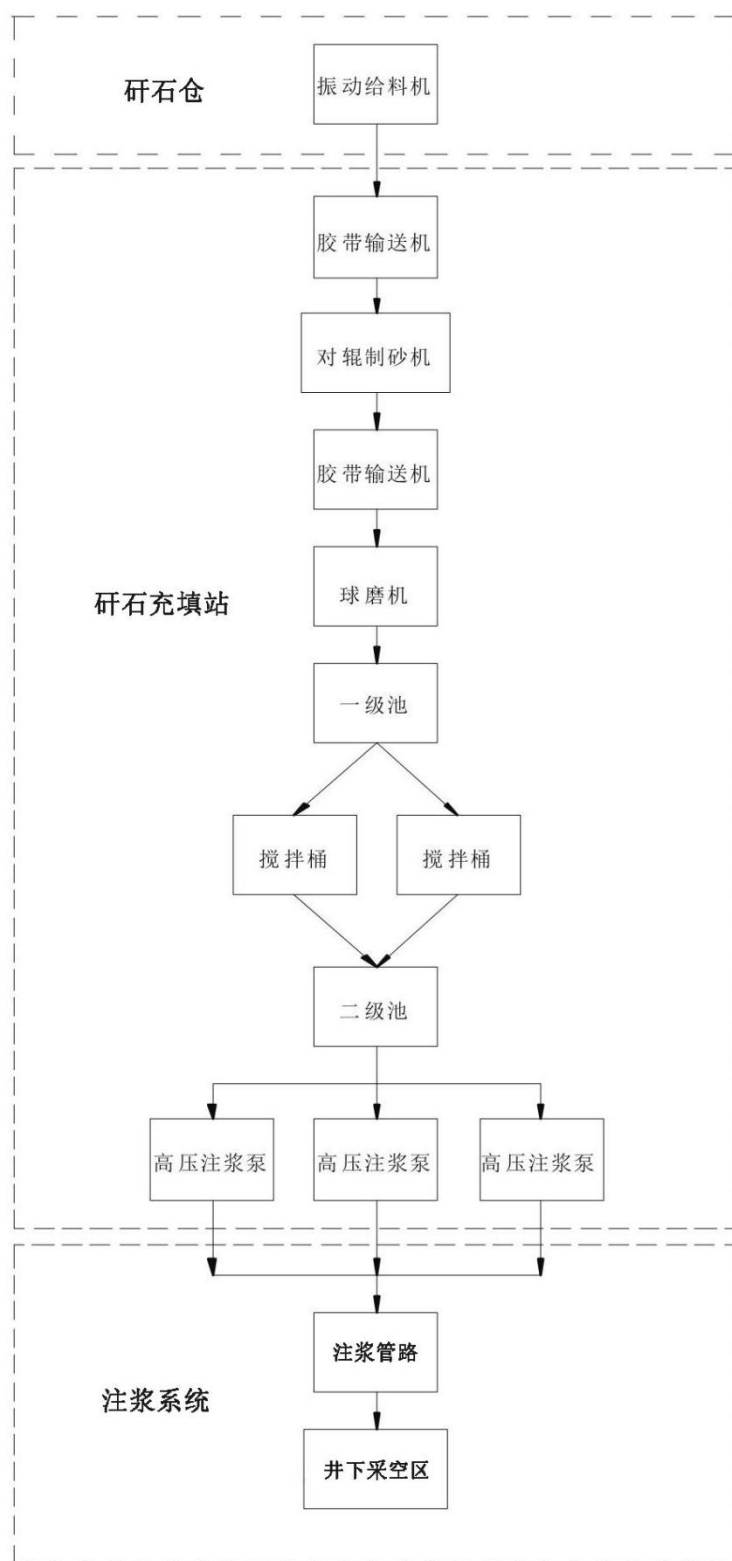 矸石仓
振动给料机
胶带输送机
对辊制砂机
胶带输送机
球磨机
矸石充填站
一级池
搅拌桶
搅拌桶
二级池
高压注浆泵
高压注浆泵
高压注浆泵
注浆管路
注浆系统
井下采空区